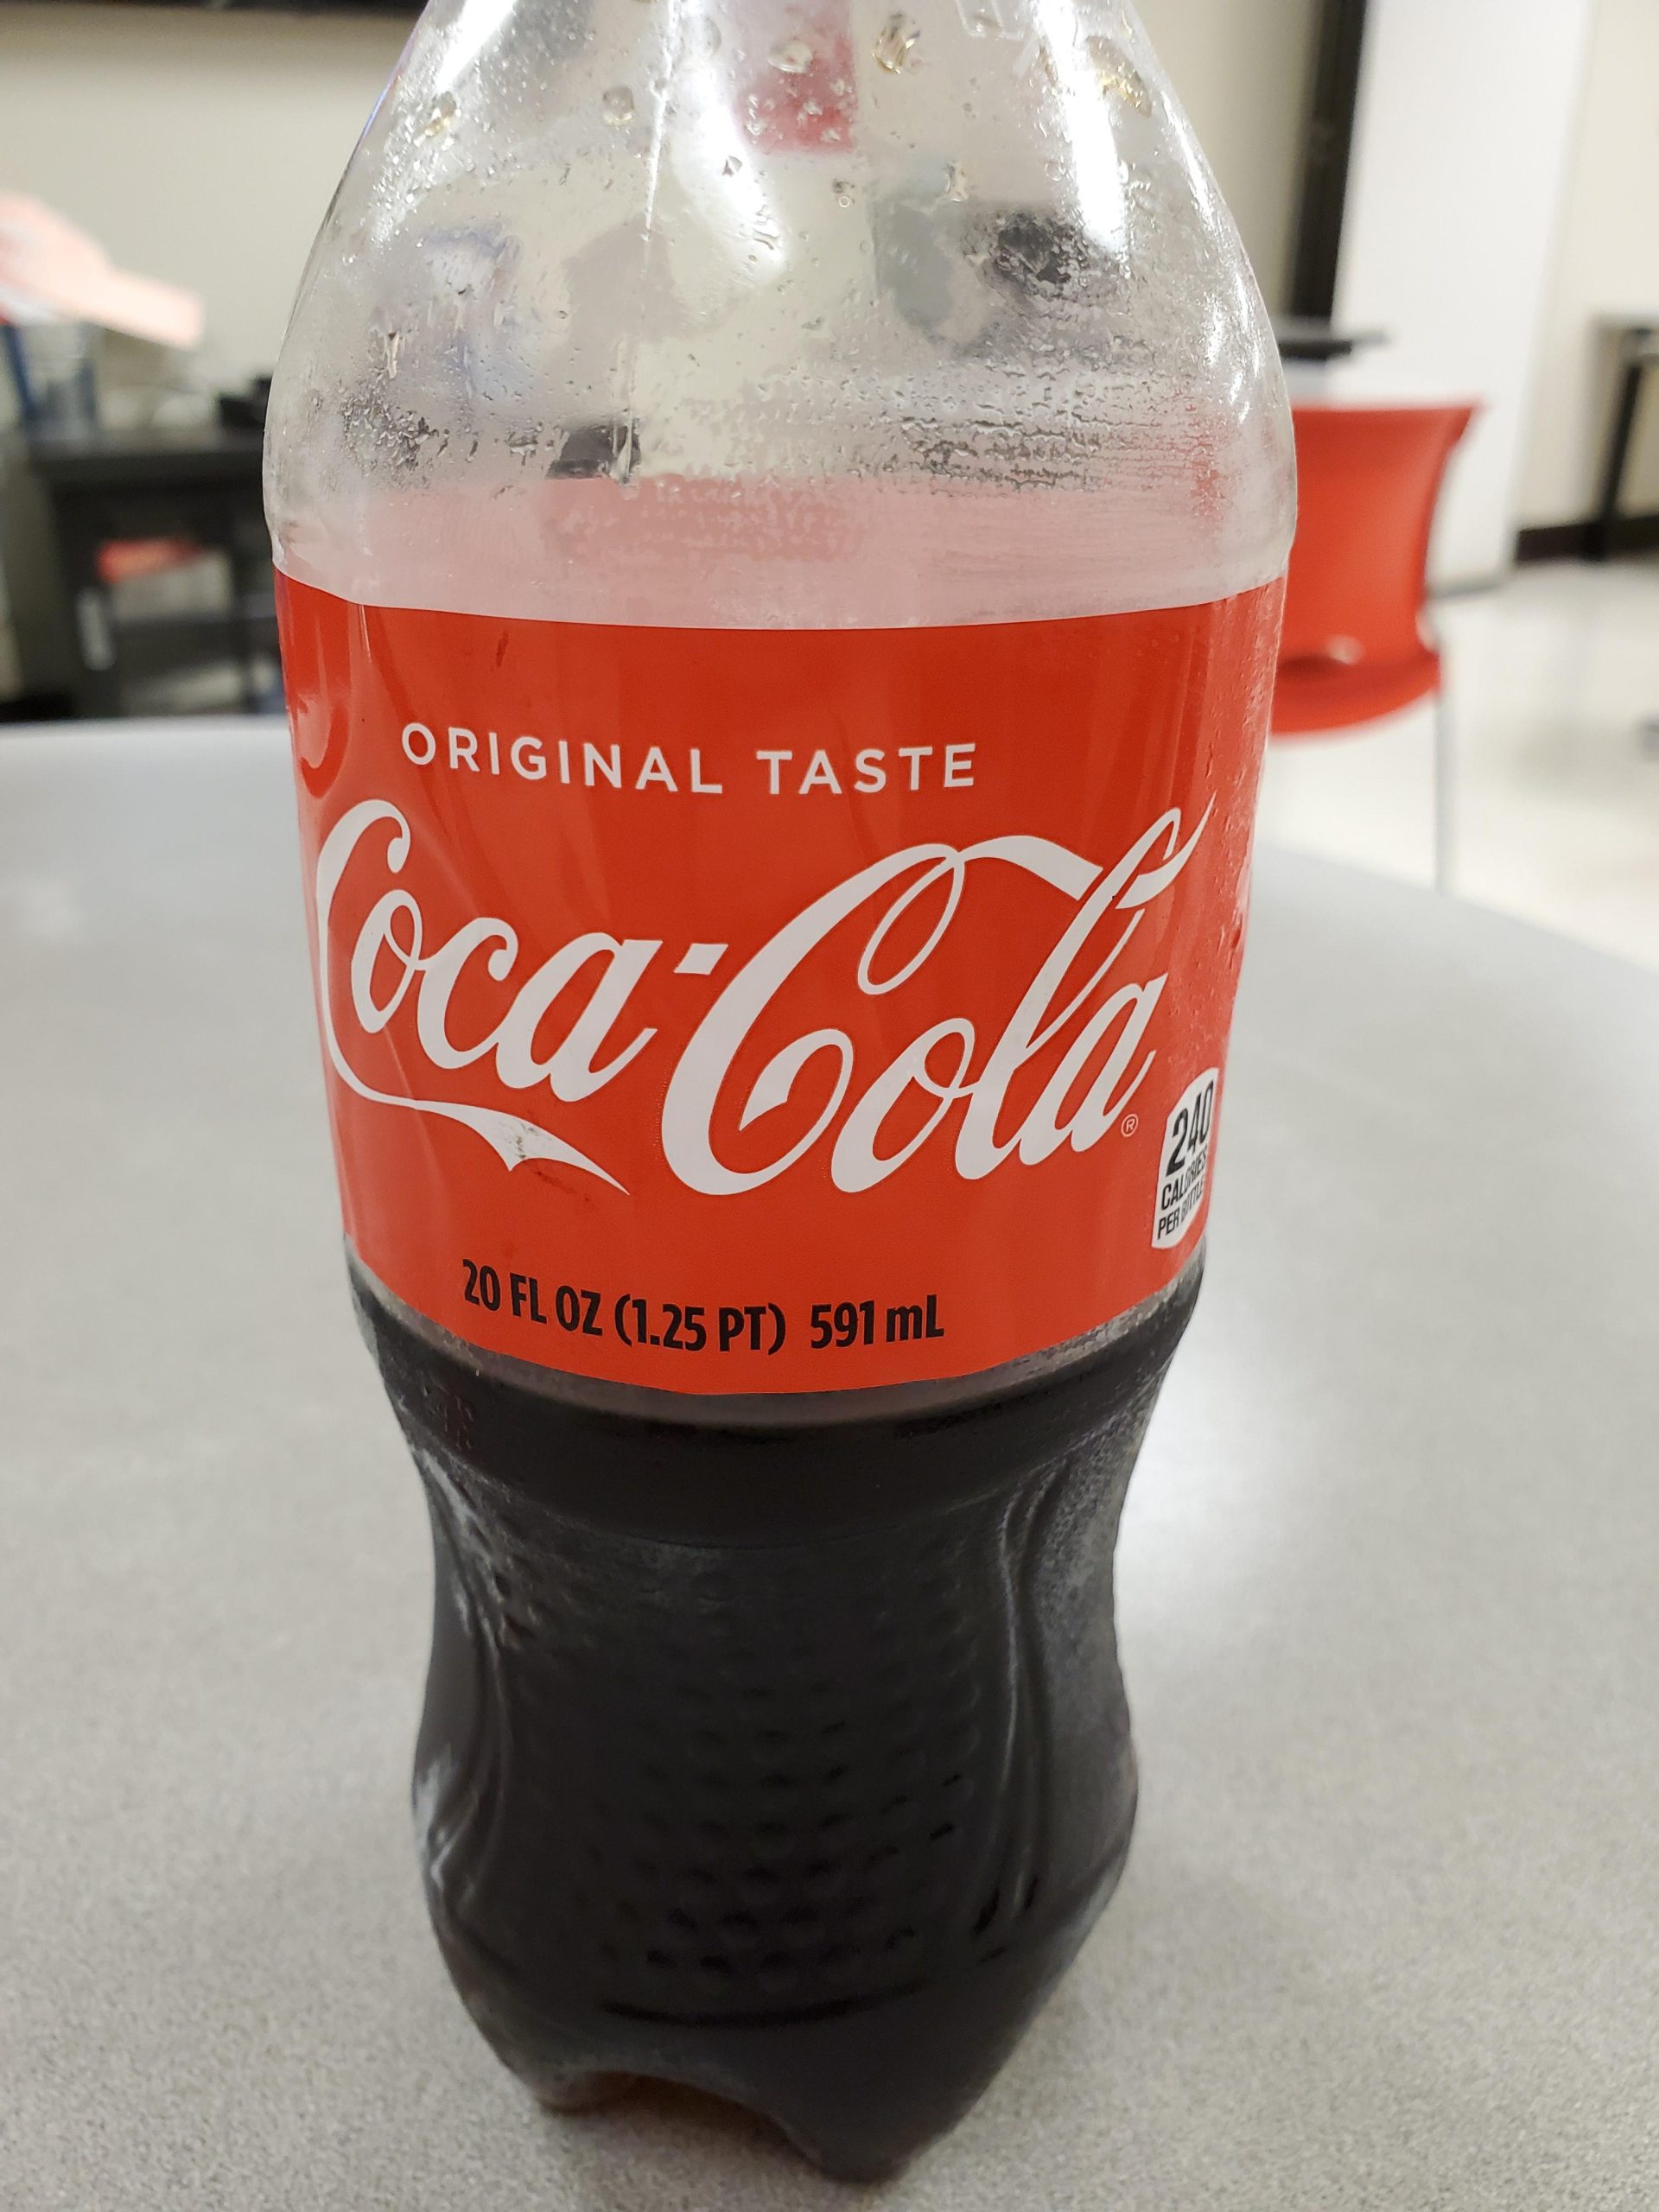 ORIGINAL TASTE
Coca-Cola®
240
CALORIES
PER BOTTLE
20 FL OZ (1.25 PT) 591 mL